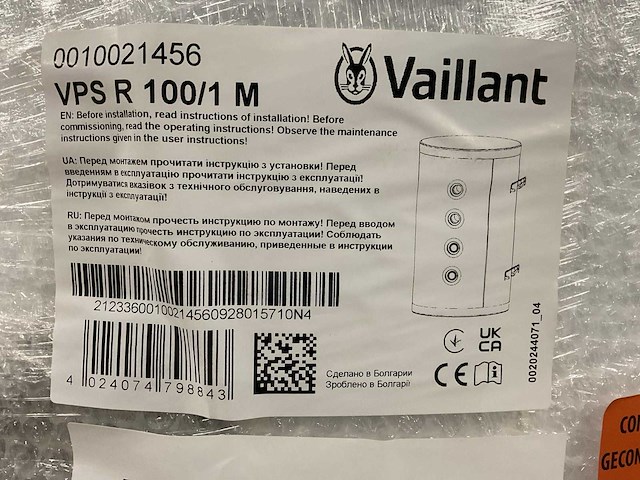 0010021456
VPS R 100/1 M
Vaillant
EN: Before installation, read instructions of installation! Before
commissioning, read the operating instructions! Observe the maintenance
instructions given in the user instructions!
UA: Перед монтажем прочитати інструкцію з установки! Перед
введенням в експлуатацію прочитати інструкцію з експлуатації!
Дотримуватися вказівок з технічного обслуговування, наведених в
інструкції з експлуатації!
RU: Перед монтажом прочесть инструкцию по монтажу! Перед вводом
в эксплуатацию прочесть инструкцию по эксплуатации! Соблюдать
указания по техническому обслуживанию, приведенные в инструкции
по эксплуатации!
21233600100214560928015710N4
4 024074 798843
Сделано в Болгарии
Зроблено в Болгарії
UK
CA
CE
i
0020244071_04
CO
GECON